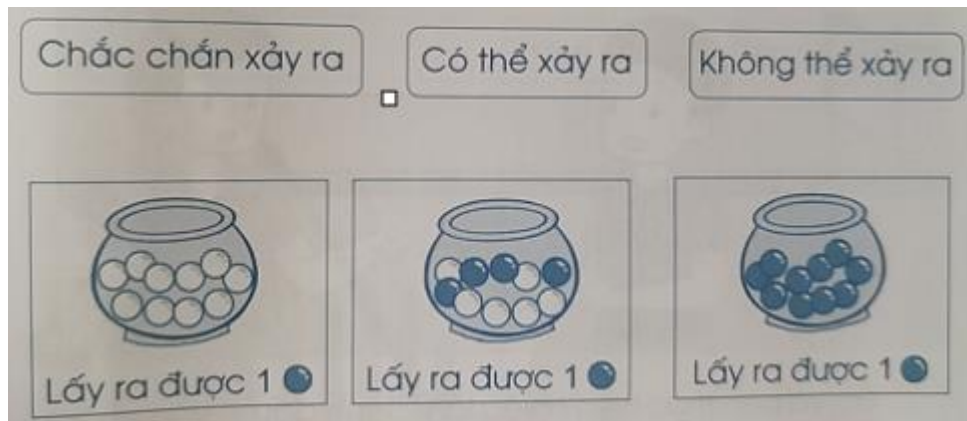 Chắc chắn xảy ra
Có thể xảy ra
Không thể xảy ra
Lấy ra được 1
Lấy ra được 1
Lấy ra được 1